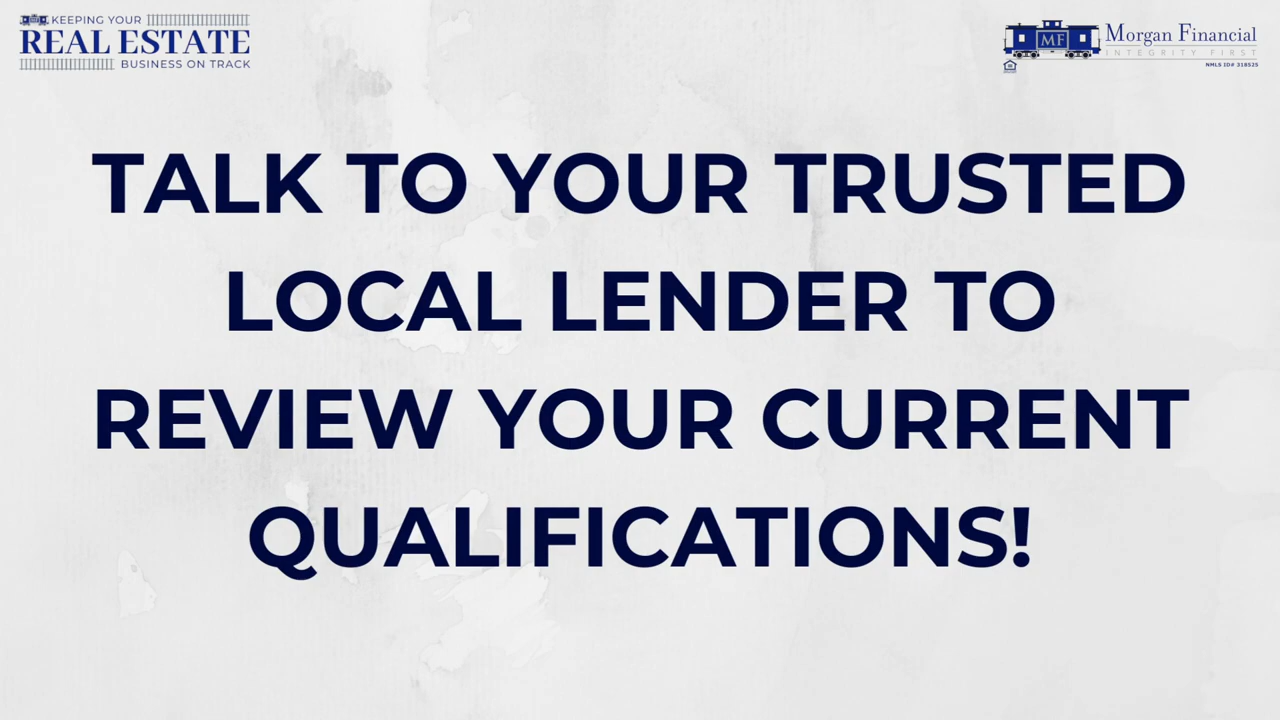 KEEPING YOUR
REAL ESTATE
BUSINESS ON TRACK
MF
Morgan Financial
INTEGRITY FIRST
NMLS ID# 318525
TALK TO YOUR TRUSTED
LOCAL LENDER TO
REVIEW YOUR CURRENT
QUALIFICATIONS!